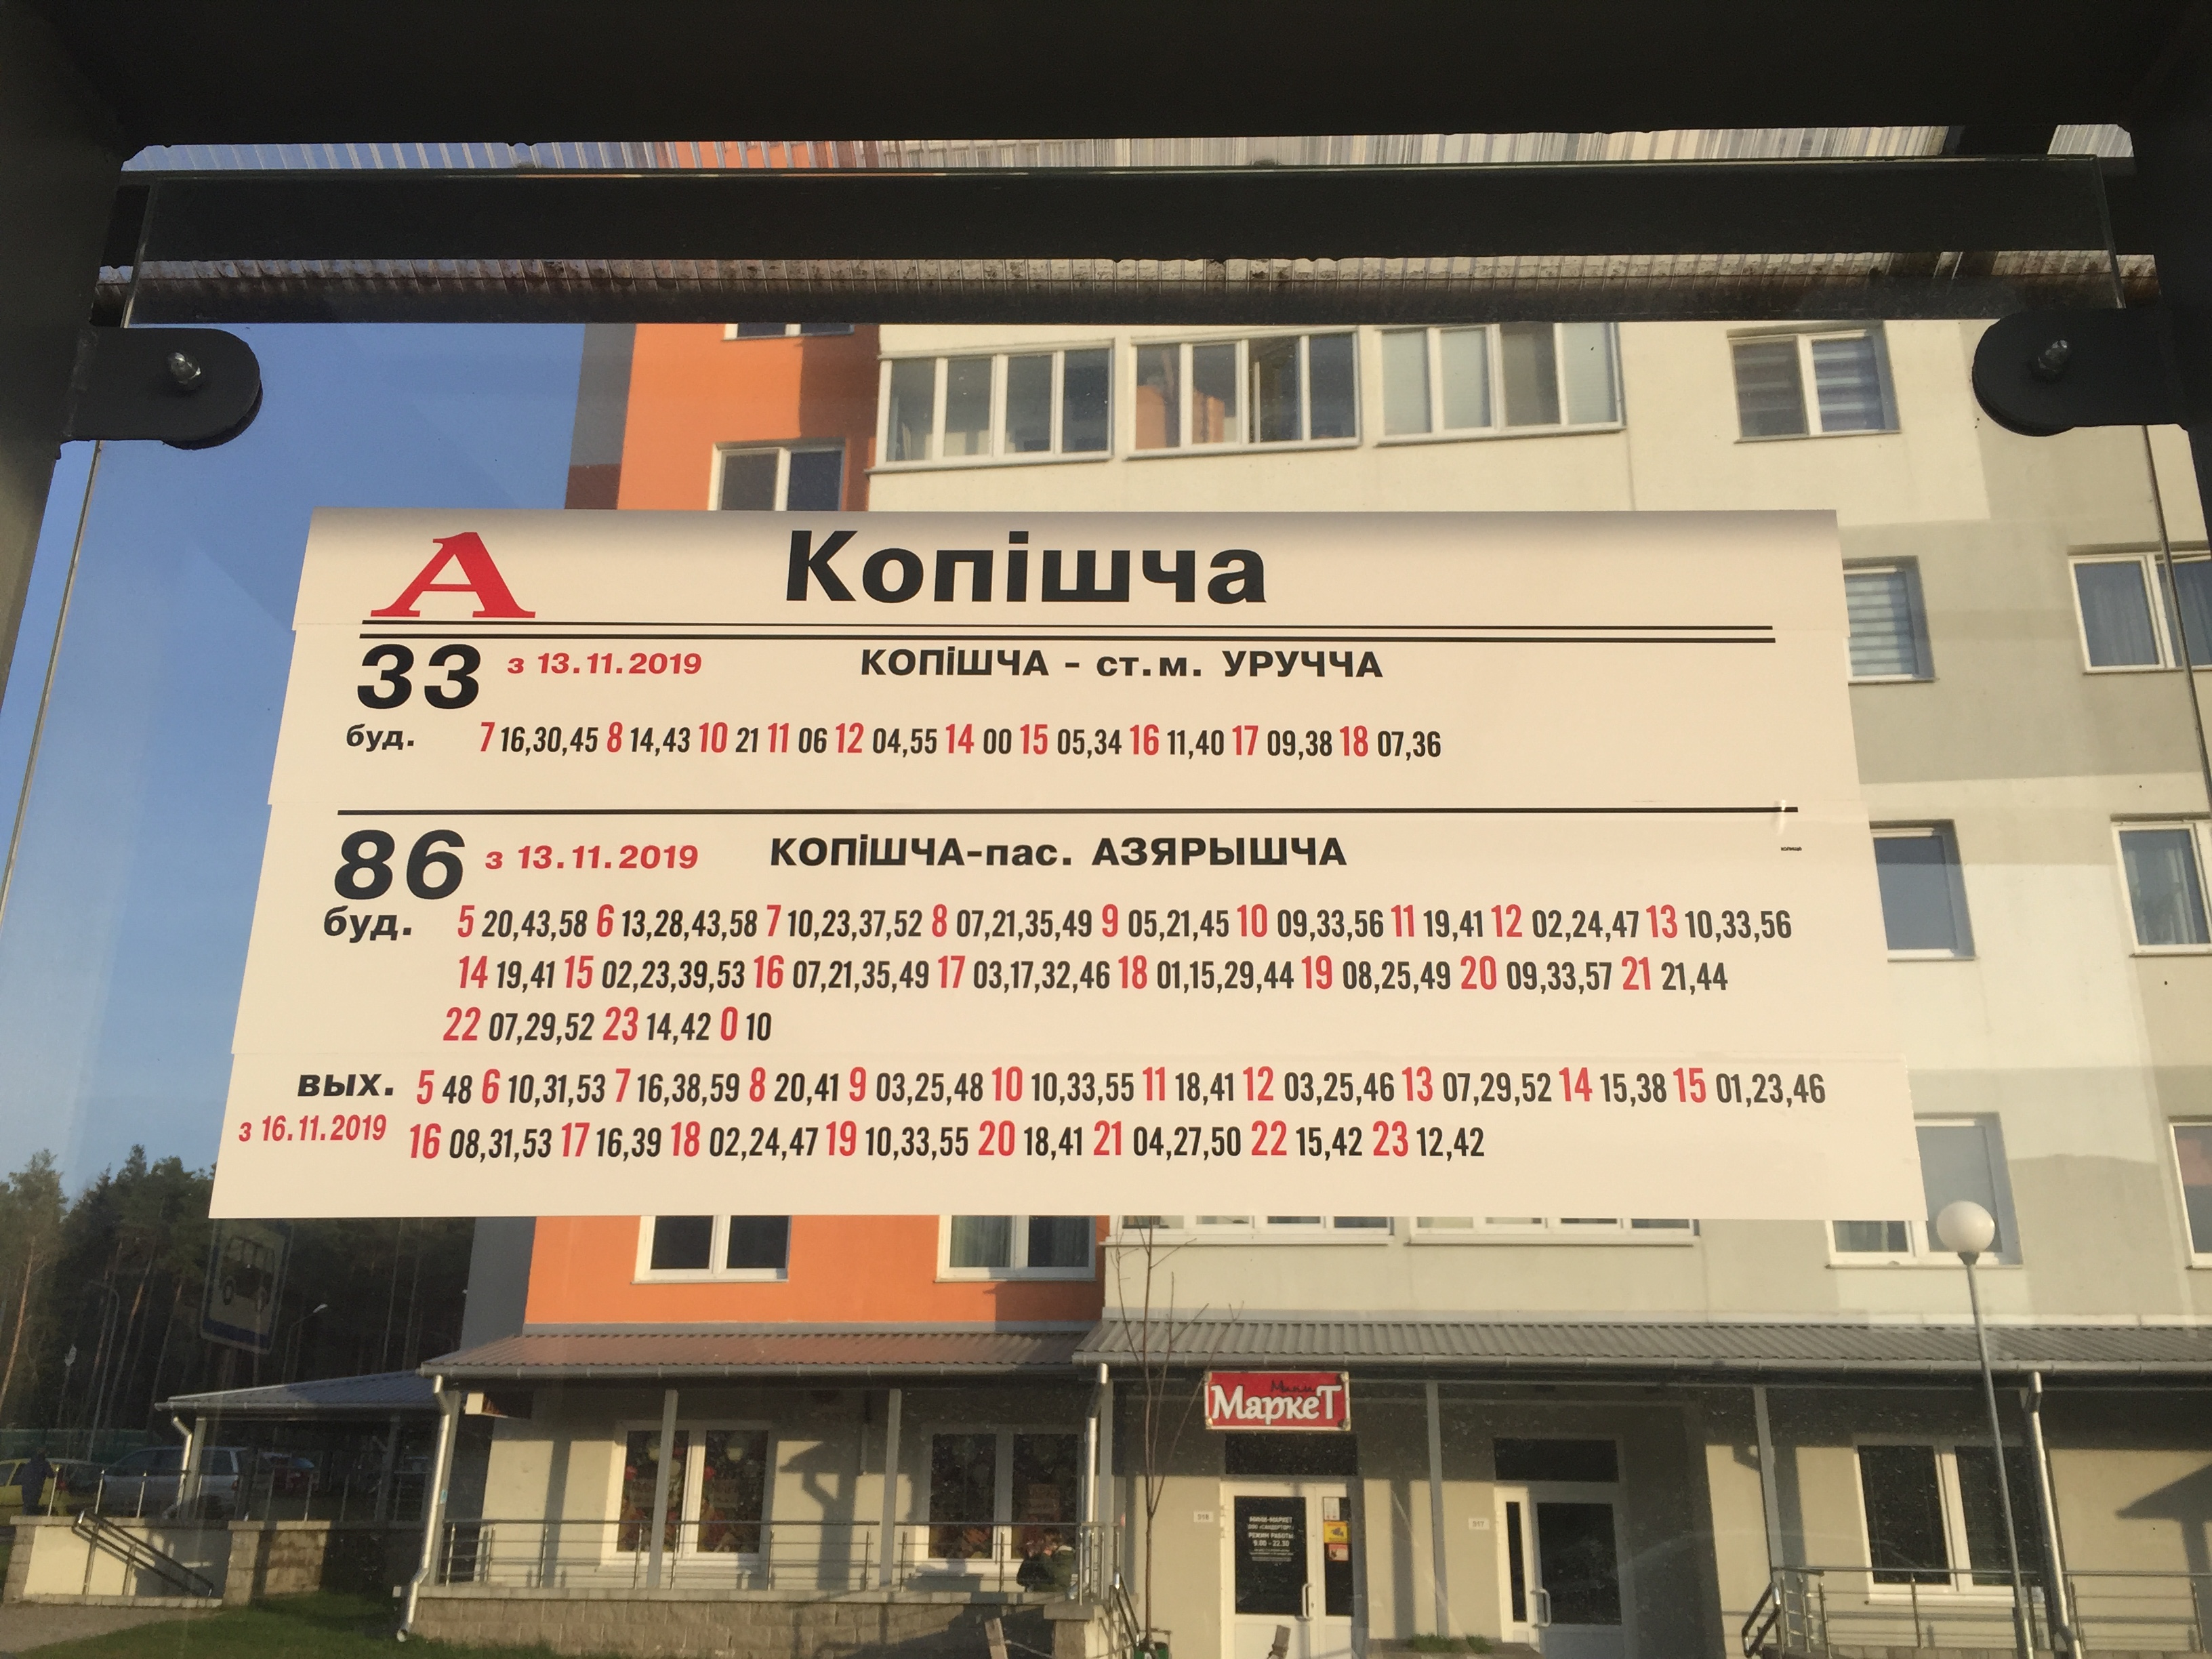 А Копішча
33 з 13.11.2019 КОПіШЧА - ст.м. УРУЧЧА
буд. 7 16,30,45 8 14,43 10 21 11 06 12 04,55 14 00 15 05,34 16 11,40 17 09,38 18 07,36
86 з 13.11.2019 КОПіШЧА-пас. АЗЯРЫШЧА
буд. 5 20,43,58 6 13,28,43,58 7 10,23,37,52 8 07,21,35,49 9 05,21,45 10 09,33,56 11 19,41 12 02,24,47 13 10,33,56
14 19,41 15 02,23,39,53 16 07,21,35,49 17 03,17,32,46 18 01,15,29,44 19 08,25,49 20 09,33,57 21 21,44
22 07,29,52 23 14,42 0 10
вых. 5 48 6 10,31,53 7 16,38,59 8 20,41 9 03,25,48 10 10,33,55 11 18,41 12 03,25,46 13 07,29,52 14 15,38 15 01,23,46
з 16.11.2019 16 08,31,53 17 16,39 18 02,24,47 19 10,33,55 20 18,41 21 04,27,50 22 15,42 23 12,42
Мини
МаркеТ
МИНИ-МАРКЕТ
РЕЖИМ РАБОТЫ
9.00 - 22.30